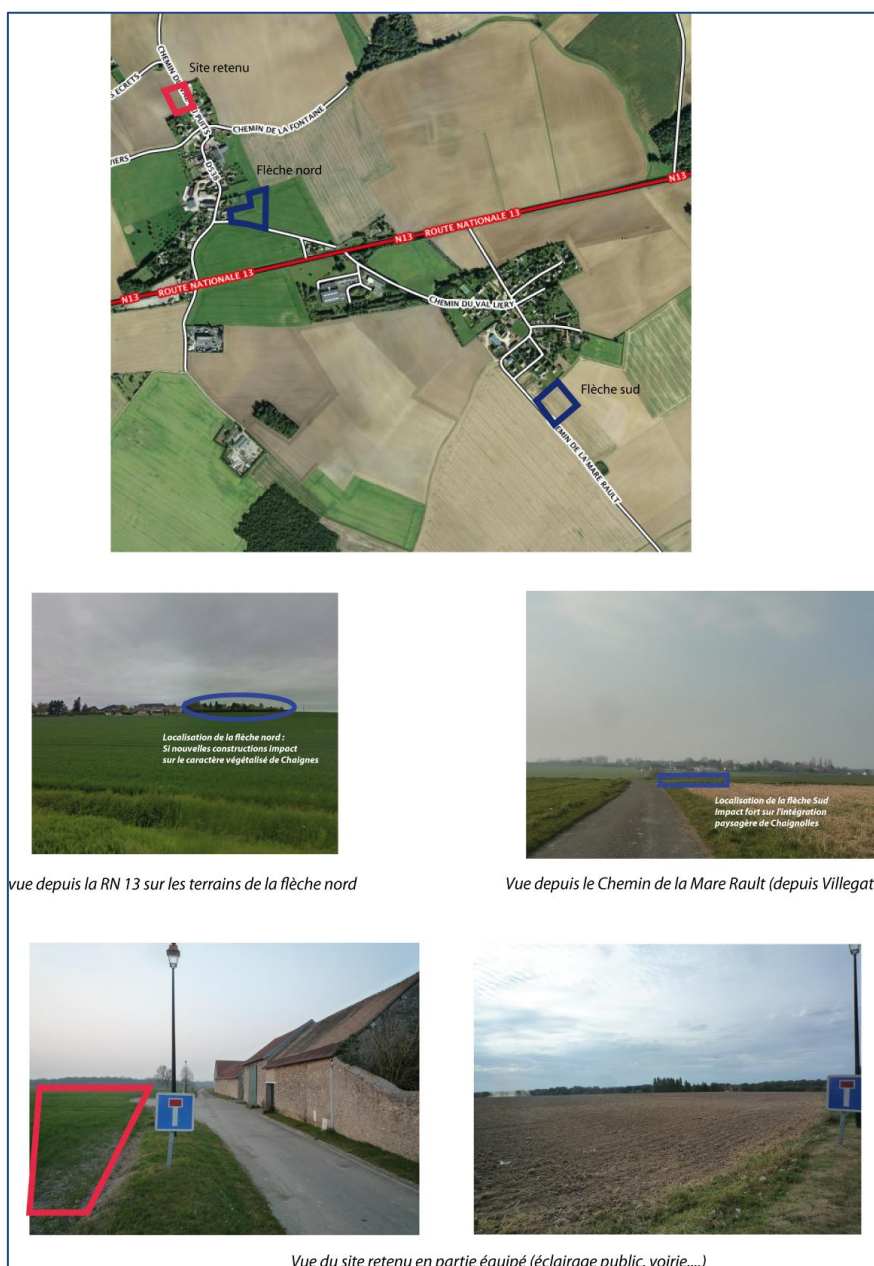 Site retenu
CHEMIN DE LA FONTAINE
D518
Flèche nord
N13
ROUTE NATIONALE 13
N13
ROUTE NATIONALE 13
N13
CHEMIN DU VAL LIERY
Flèche sud
CHEMIN DE LA MARE RAULT
Localisation de la flèche nord :
Si nouvelles constructions impact
sur le caractère végétalisé de Chaignes
Localisation de la flèche Sud
Impact fort sur l'intégration
paysagère de Chaignolles
vue depuis la RN 13 sur les terrains de la flèche nord
Vue depuis le Chemin de la Mare Rault (depuis Villegat
Vue du site retenu en partie équipé (éclairage public, voirie,...)